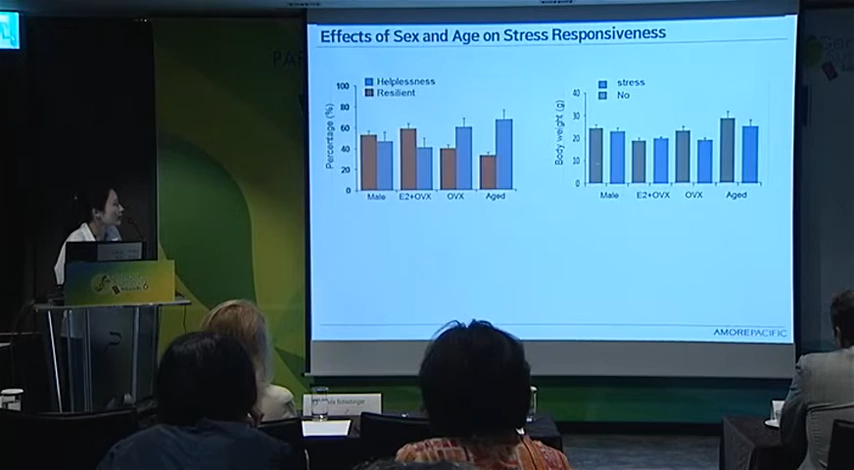 Effects of Sex and Age on Stress Responsiveness
Helplessness
Resilient
Percentage (%)
100
80
60
40
20
0
Male E2+OVX OVX Aged
stress
No
Body weight (g)
40
30
20
10
0
Male E2+OVX OVX Aged
AMOREPACIFIC